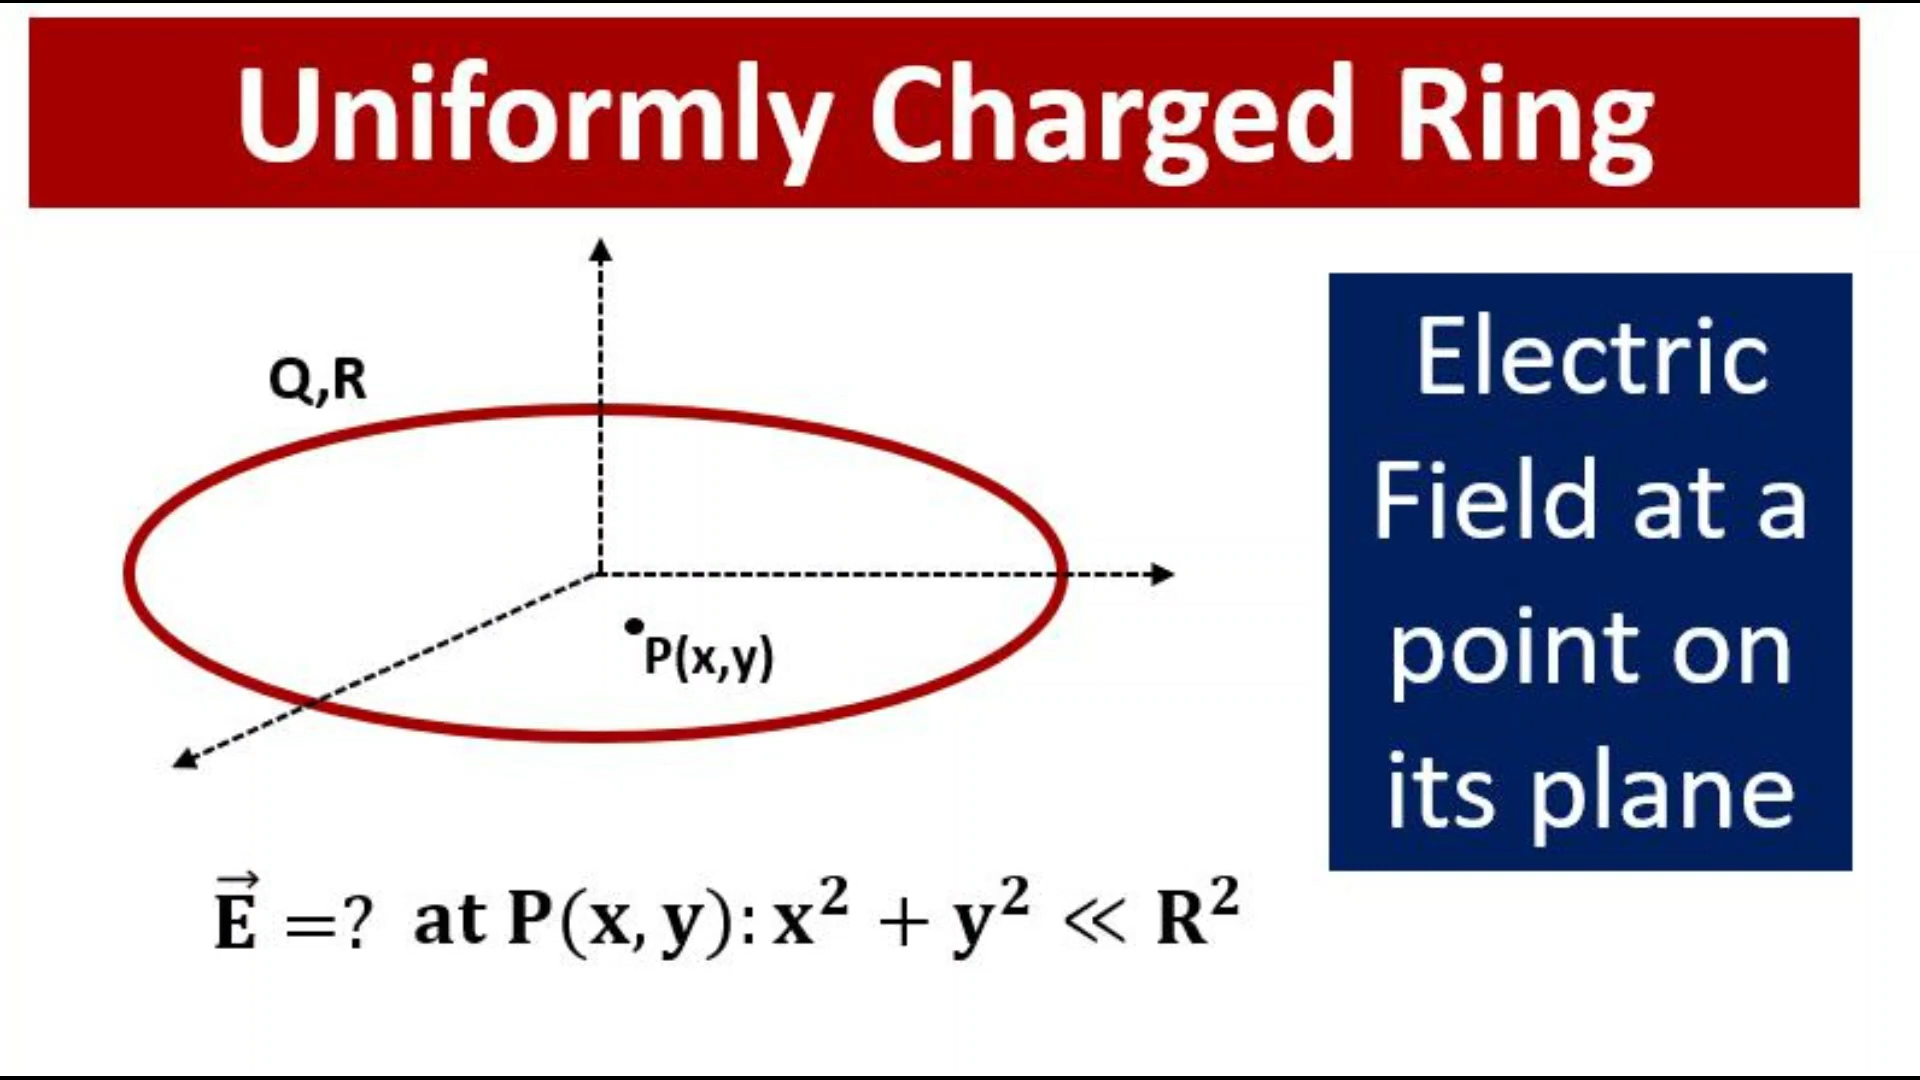 Uniformly Charged Ring
Q,R
P(x,y)
Electric
Field at a
point on
its plane
E⃗ =? at P(x, y): x² + y² ≪ R²